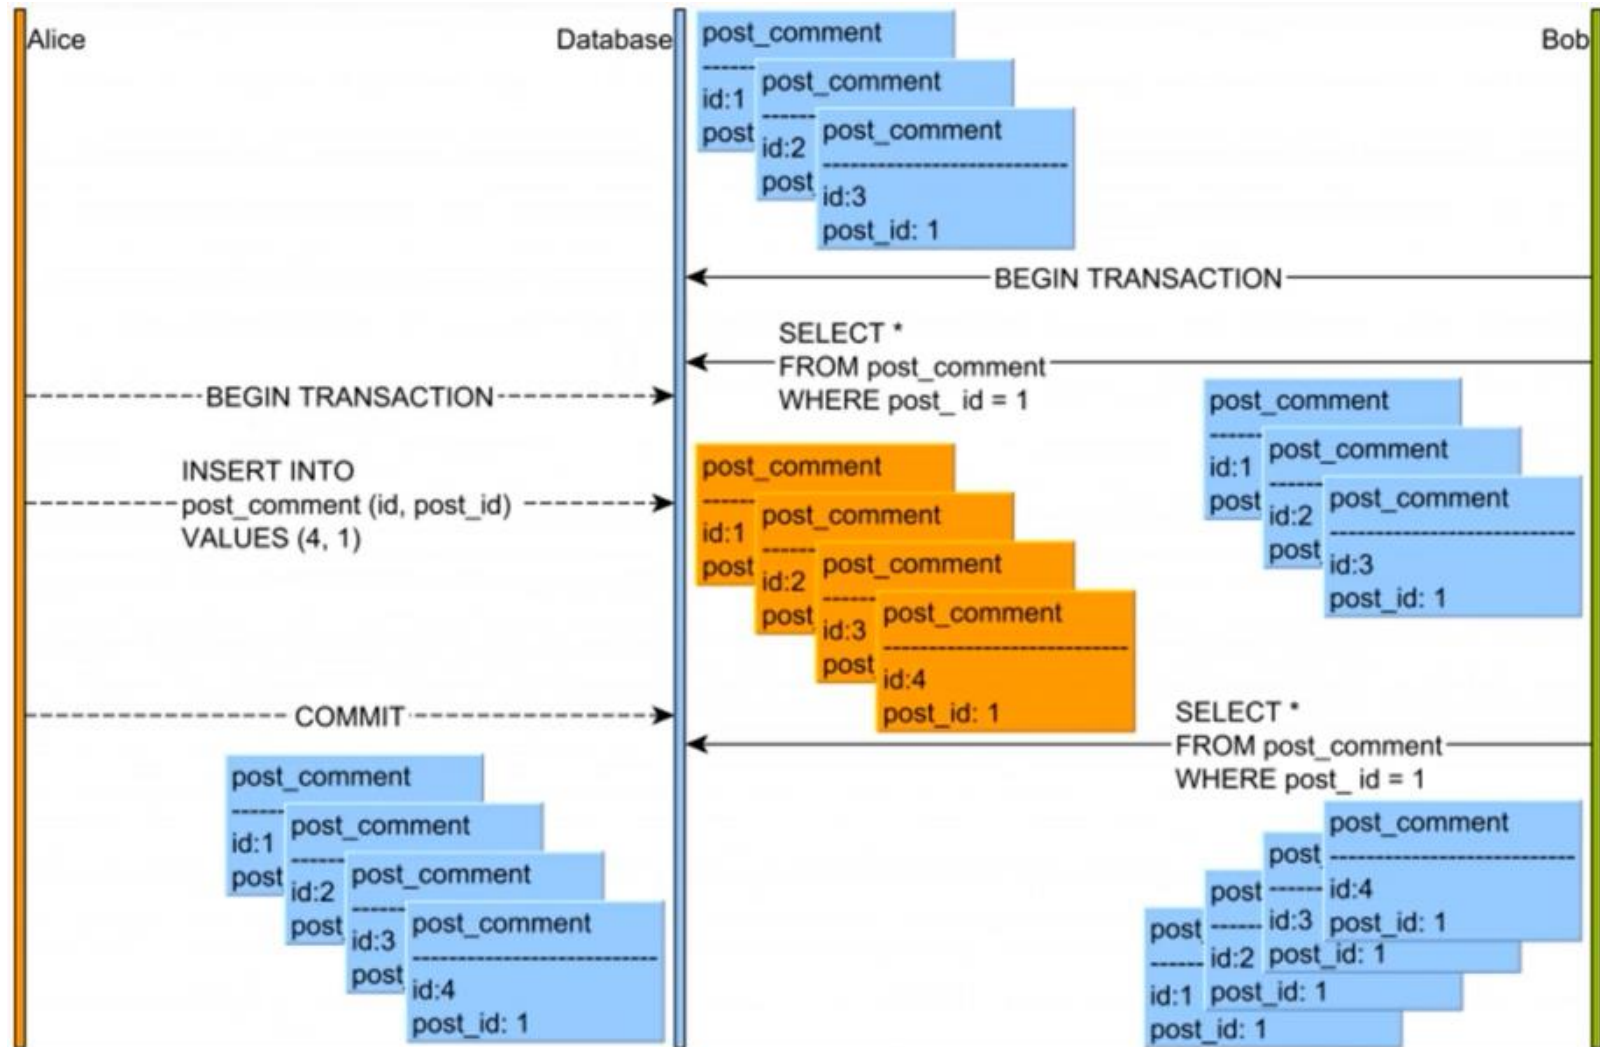 Alice
Database
Bob
post_comment
-----
id:1
post
post_comment
-----
id:2
post
post_comment
------------------------
id:3
post_id: 1
BEGIN TRANSACTION
SELECT *
FROM post_comment
WHERE post_ id = 1
BEGIN TRANSACTION
post_comment
-----
id:1
post
post_comment
-----
id:2
post
post_comment
------------------------
id:3
post_id: 1
INSERT INTO
post_comment (id, post_id)
VALUES (4, 1)
post_comment
-----
id:1
post
post_comment
-----
id:2
post
post_comment
-----
id:3
post
post_comment
------------------------
id:4
post_id: 1
COMMIT
SELECT *
FROM post_comment
WHERE post_ id = 1
post_comment
-----
id:1
post
post_comment
-----
id:2
post
post_comment
-----
id:3
post
post_comment
------------------------
id:4
post_id: 1
post_comment
------------------------
id:4
post_id: 1
post
-----
id:3
post_id: 1
post
-----
id:2
post_id: 1
post
-----
id:1
post_id: 1